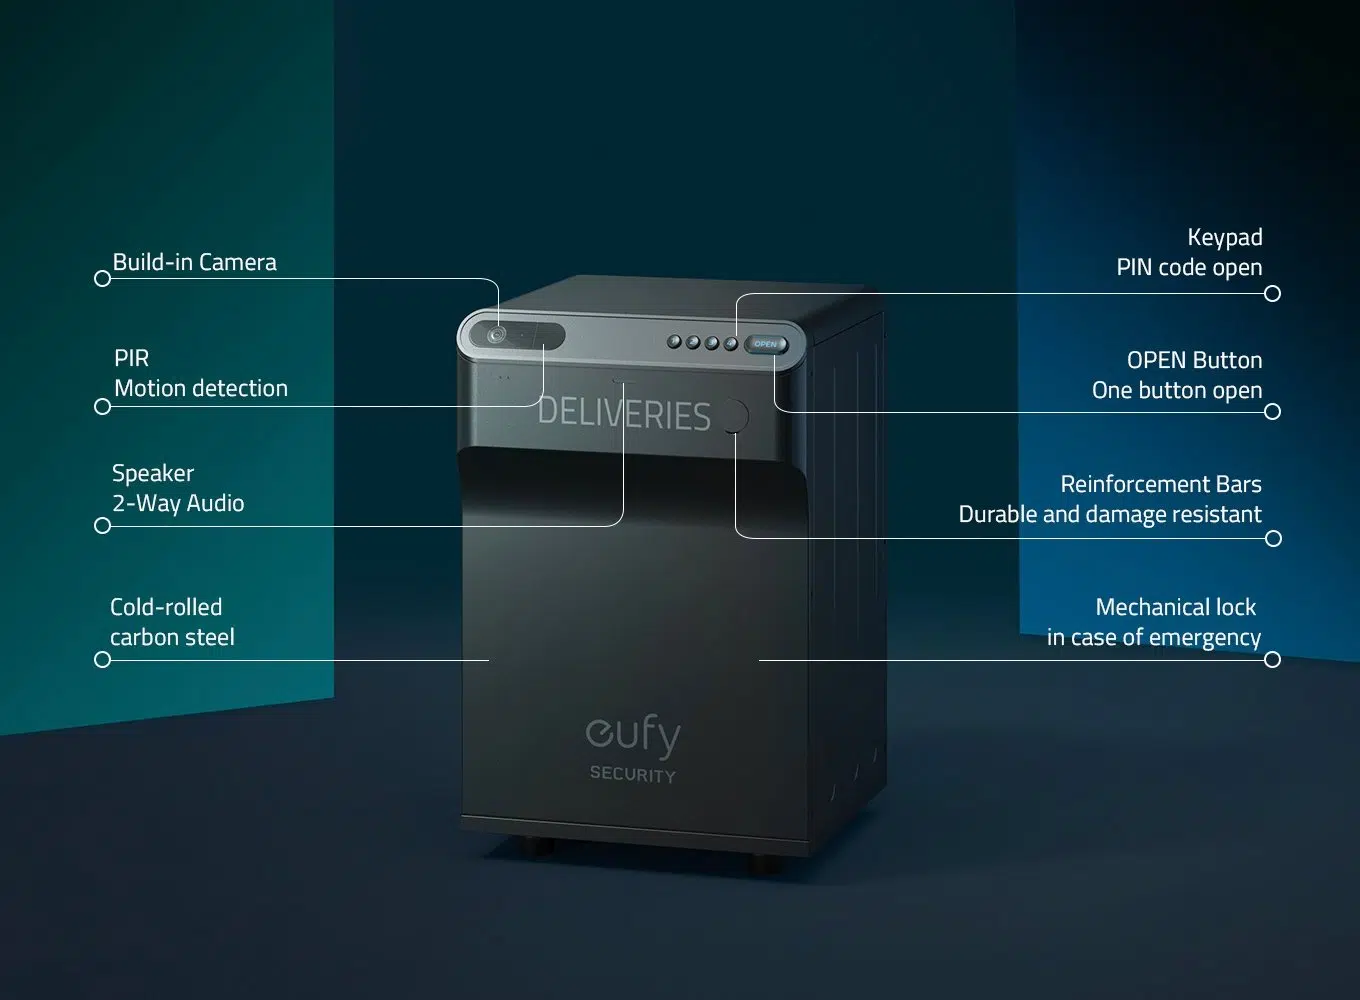 Build-in Camera
PIR
Motion detection
Speaker
2-Way Audio
Cold-rolled
carbon steel
Keypad
PIN code open
OPEN Button
One button open
Reinforcement Bars
Durable and damage resistant
Mechanical lock
in case of emergency
OPEN
DELIVERIES
eufy
SECURITY